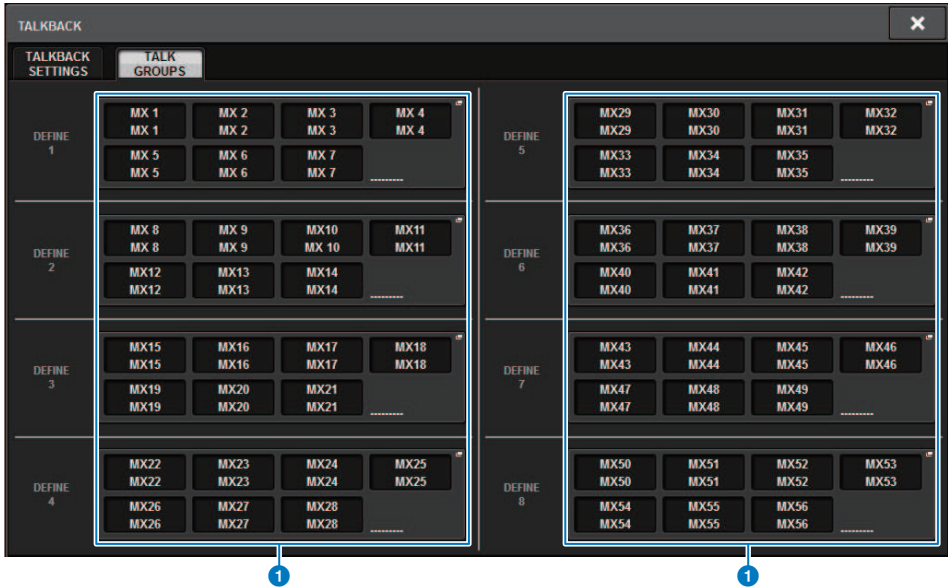 TALKBACK
TALKBACK SETTINGS
TALK GROUPS
DEFINE 1
MX 1 MX 2 MX 3 MX 4
MX 1 MX 2 MX 3 MX 4
MX 5 MX 6 MX 7
MX 5 MX 6 MX 7 ---------
DEFINE 2
MX 8 MX 9 MX10 MX11
MX 8 MX 9 MX 10 MX11
MX12 MX13 MX14
MX12 MX13 MX14 ---------
DEFINE 3
MX15 MX16 MX17 MX18
MX15 MX16 MX17 MX18
MX19 MX20 MX21
MX19 MX20 MX21 ---------
DEFINE 4
MX22 MX23 MX24 MX25
MX22 MX23 MX24 MX25
MX26 MX27 MX28
MX26 MX27 MX28 ---------
DEFINE 5
MX29 MX30 MX31 MX32
MX29 MX30 MX31 MX32
MX33 MX34 MX35
MX33 MX34 MX35 ---------
DEFINE 6
MX36 MX37 MX38 MX39
MX36 MX37 MX38 MX39
MX40 MX41 MX42
MX40 MX41 MX42 ---------
DEFINE 7
MX43 MX44 MX45 MX46
MX43 MX44 MX45 MX46
MX47 MX48 MX49
MX47 MX48 MX49 ---------
DEFINE 8
MX50 MX51 MX52 MX53
MX50 MX51 MX52 MX53
MX54 MX55 MX56
MX54 MX55 MX56 ---------
1 1